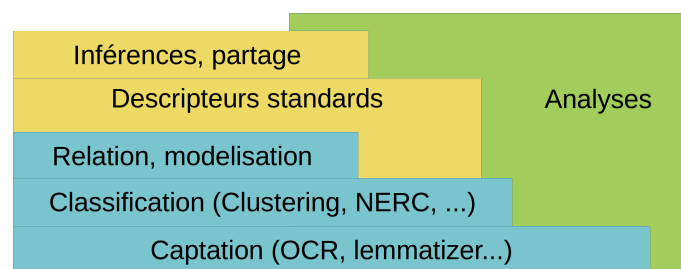 Inférences, partage
Descripteurs standards
Analyses
Relation, modelisation
Classification (Clustering, NERC, ...)
Captation (OCR, lemmatizer...)